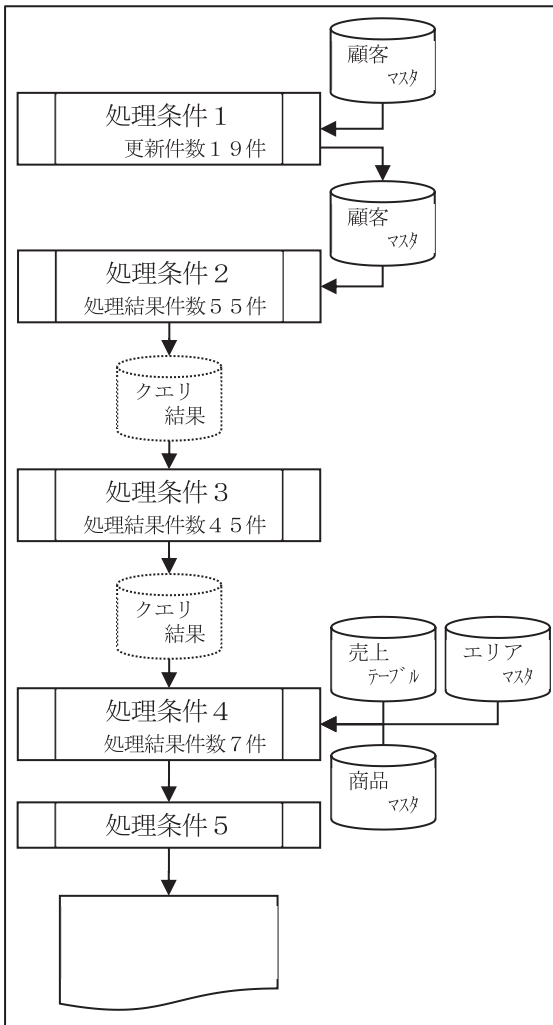 顧客
マスタ
処理条件1
更新件数19件
顧客
マスタ
処理条件2
処理結果件数55件
クエリ
結果
処理条件3
処理結果件数45件
クエリ
結果
売上
テーブル
エリア
マスタ
処理条件4
処理結果件数7件
商品
マスタ
処理条件5